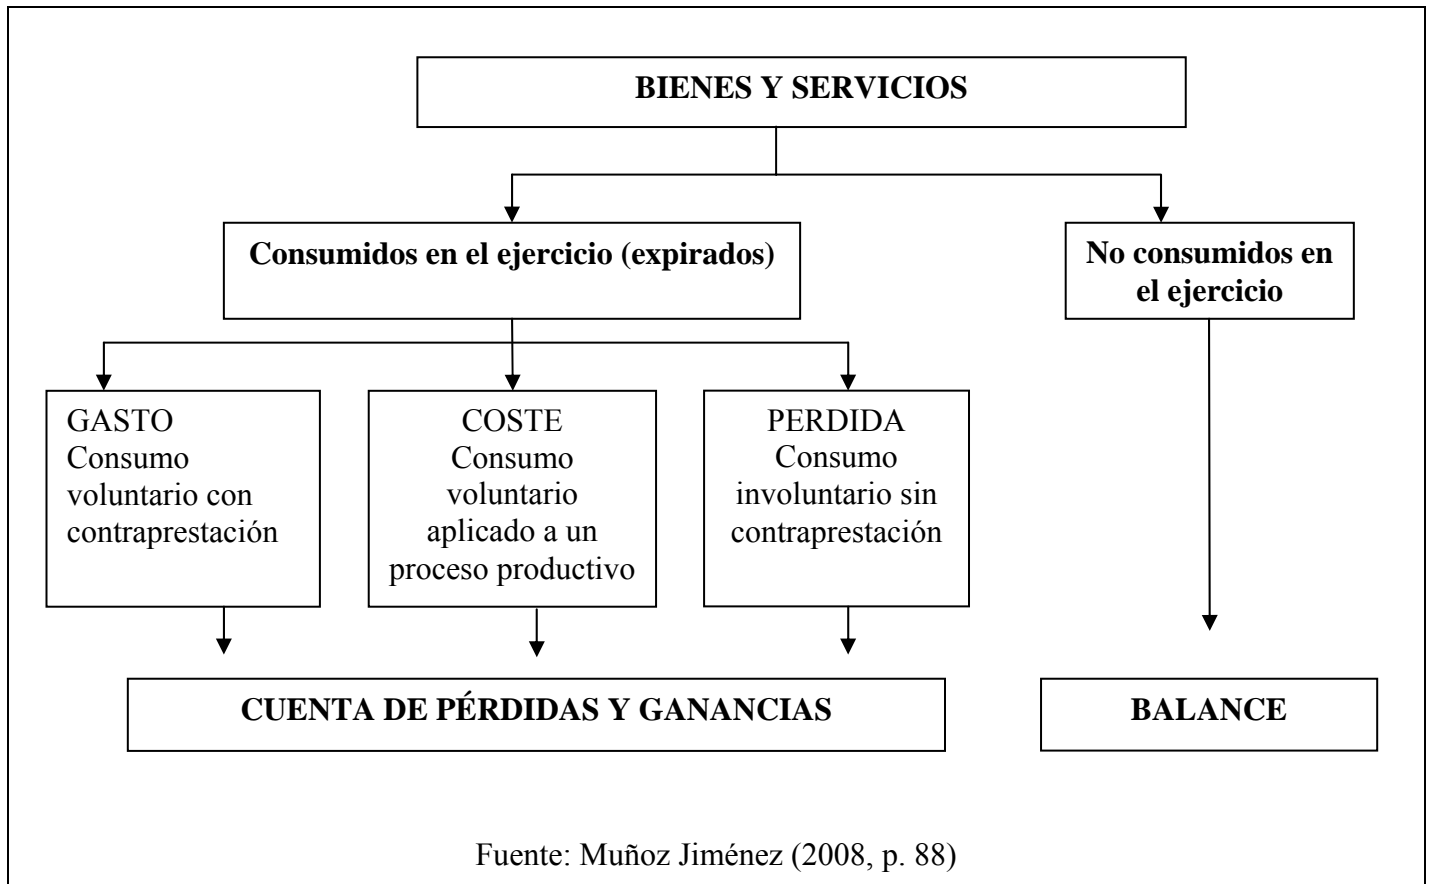 BIENES Y SERVICIOS
Consumidos en el ejercicio (expirados)
No consumidos en
el ejercicio
GASTO
Consumo
voluntario con
contraprestación
COSTE
Consumo
voluntario
aplicado a un
proceso productivo
PERDIDA
Consumo
involuntario sin
contraprestación
CUENTA DE PÉRDIDAS Y GANANCIAS
BALANCE
Fuente: Muñoz Jiménez (2008, p. 88)